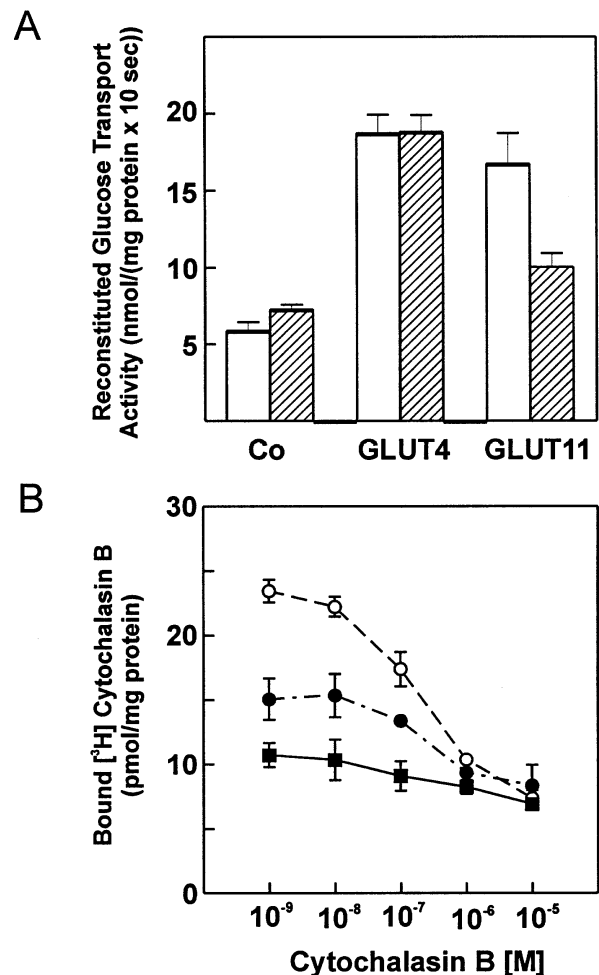 A
Reconstituted Glucose Transport
Activity (nmol/(mg protein x 10 sec))
20
15
10
5
Co GLUT4 GLUT11
B
Bound [³H] Cytochalasin B
(pmol/mg protein)
30
20
10
0
10⁻⁹ 10⁻⁸ 10⁻⁷ 10⁻⁶ 10⁻⁵
Cytochalasin B [M]